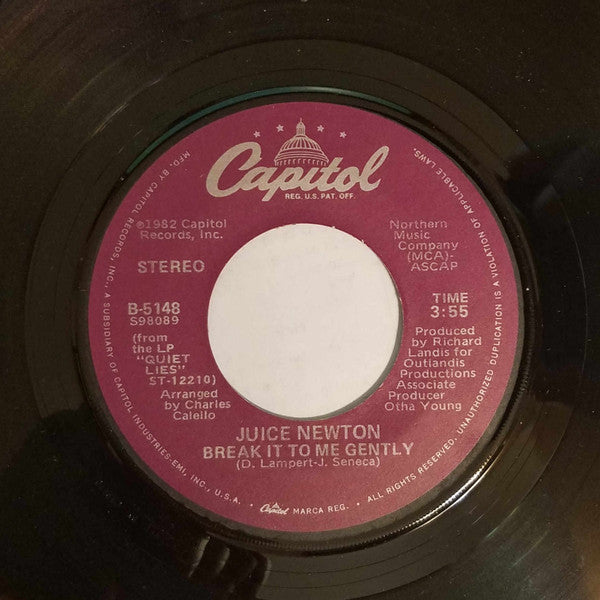 Capitol
REG. U.S. PAT. OFF.
℗1982 Capitol
Records, Inc.
STEREO
B-5148
S98089
(from
the LP
"QUIET
LIES"
ST-12210)
Arranged
by Charles
Calello
Northern
Music
Company
(MCA)-
ASCAP
TIME
3:55
Produced
by Richard
Landis for
Outlandis
Productions
Associate
Producer
Otha Young
JUICE NEWTON
BREAK IT TO ME GENTLY
(D. Lampert-J. Seneca)
MFD. BY CAPITOL RECORDS, INC., A SUBSIDIARY OF CAPITOL INDUSTRIES-EMI, INC., U.S.A. Capitol MARCA REG. ALL RIGHTS RESERVED. UNAUTHORIZED DUPLICATION IS A VIOLATION OF APPLICABLE LAWS.